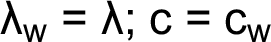 λw = λ; c = cw